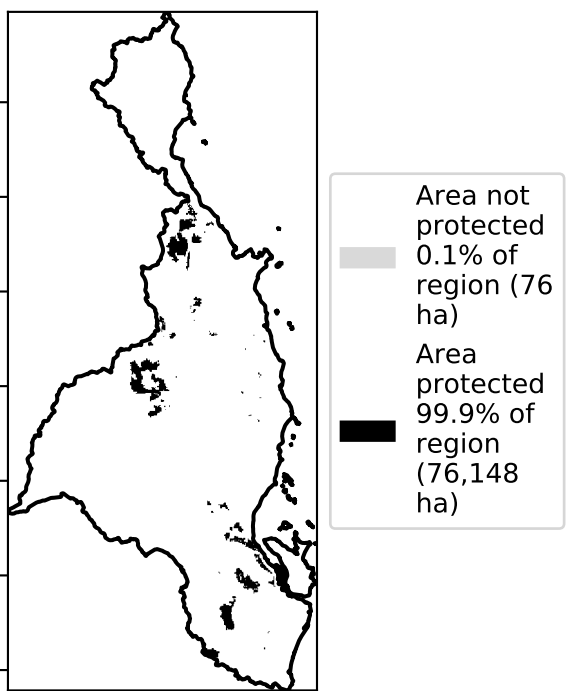 Area not
protected
0.1% of
region (76
ha)
Area
protected
99.9% of
region
(76,148
ha)